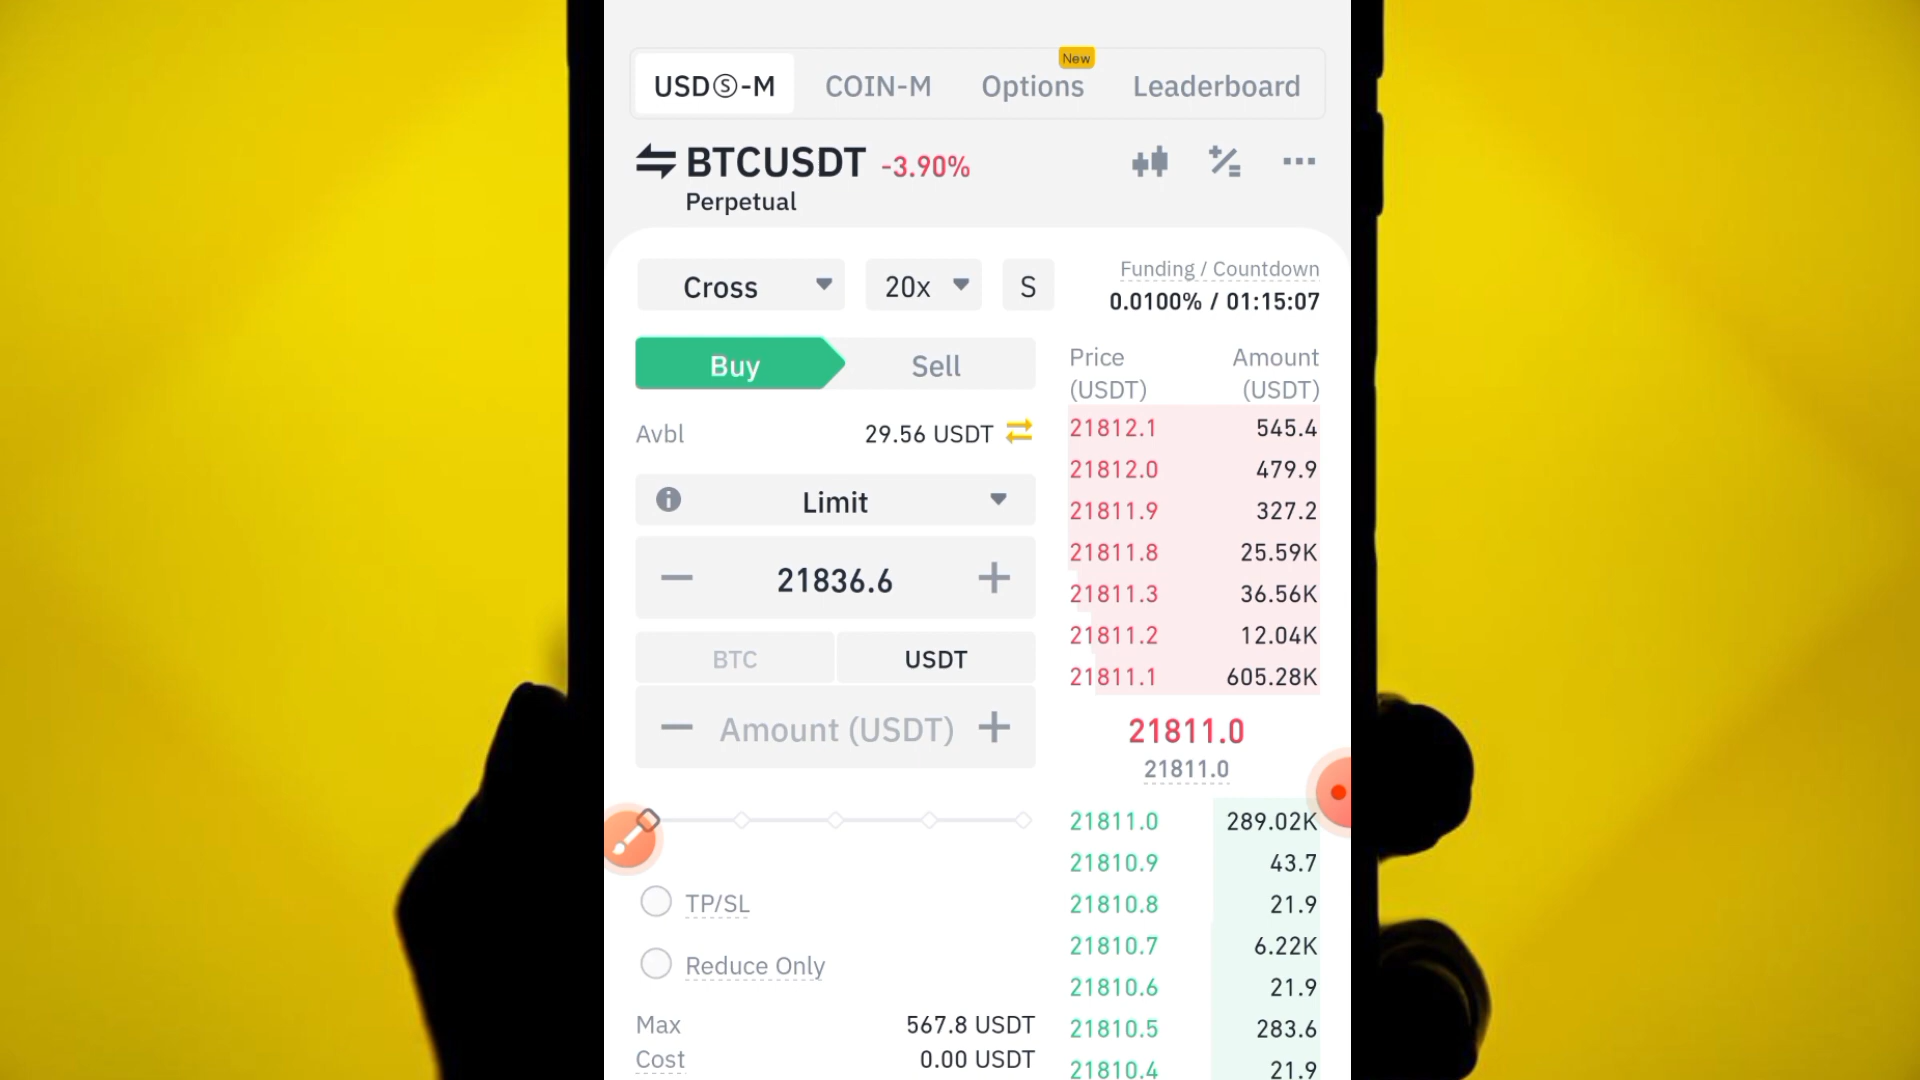 USDⓈ-M COIN-M Options New Leaderboard
BTCUSDT -3.90%
Perpetual
Cross 20x S
Funding / Countdown
0.0100% / 01:15:07
Buy Sell
Avbl 29.56 USDT
Limit
21836.6
BTC USDT
Amount (USDT)
TP/SL
Reduce Only
Max 567.8 USDT
Cost 0.00 USDT
Price Amount
(USDT) (USDT)
21812.1 545.4
21812.0 479.9
21811.9 327.2
21811.8 25.59K
21811.3 36.56K
21811.2 12.04K
21811.1 605.28K
21811.0
21811.0
21811.0 289.02K
21810.9 43.7
21810.8 21.9
21810.7 6.22K
21810.6 21.9
21810.5 283.6
21810.4 21.9